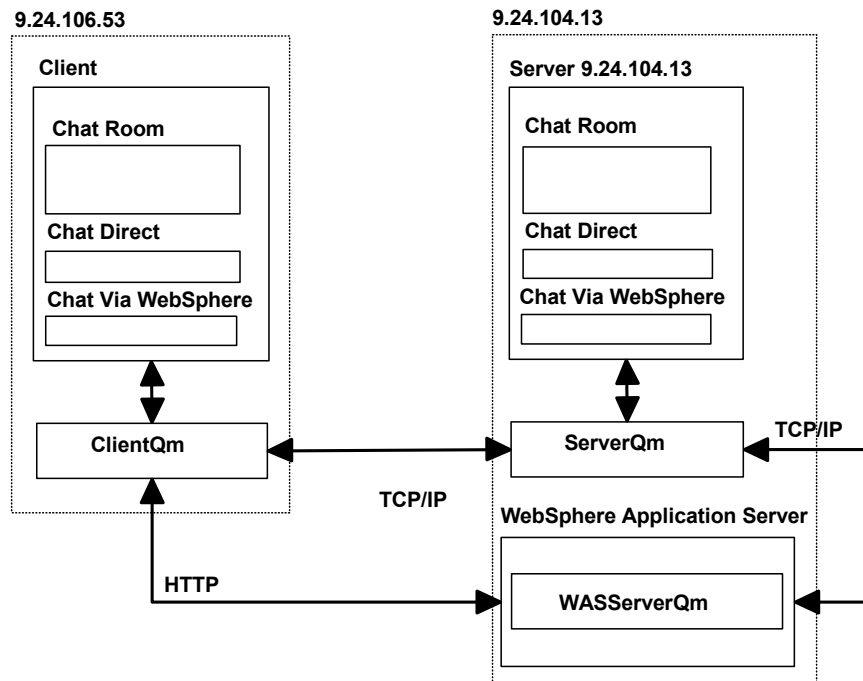 9.24.106.53
9.24.104.13
Client
Server 9.24.104.13
Chat Room
Chat Room
Chat Direct
Chat Direct
Chat Via WebSphere
Chat Via WebSphere
ClientQm
ServerQm
TCP/IP
TCP/IP
WebSphere Application Server
HTTP
WASServerQm